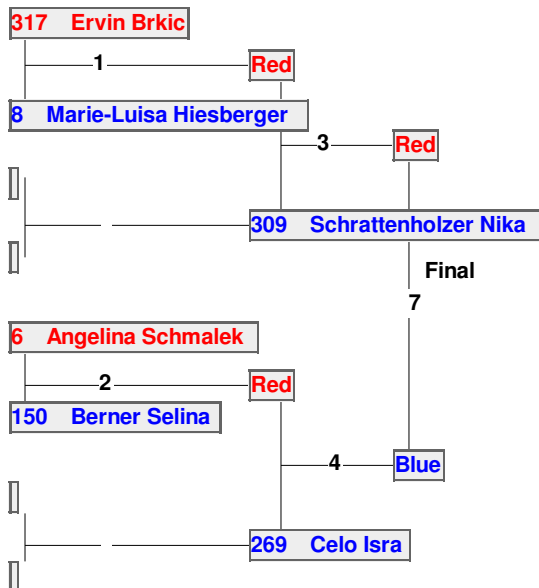 317 Ervin Brkic
1 Red
8 Marie-Luisa Hiesberger
3 Red
309 Schrattenholzer Nika
Final
7
6 Angelina Schmalek
2 Red
150 Berner Selina
4 Blue
269 Celo Isra